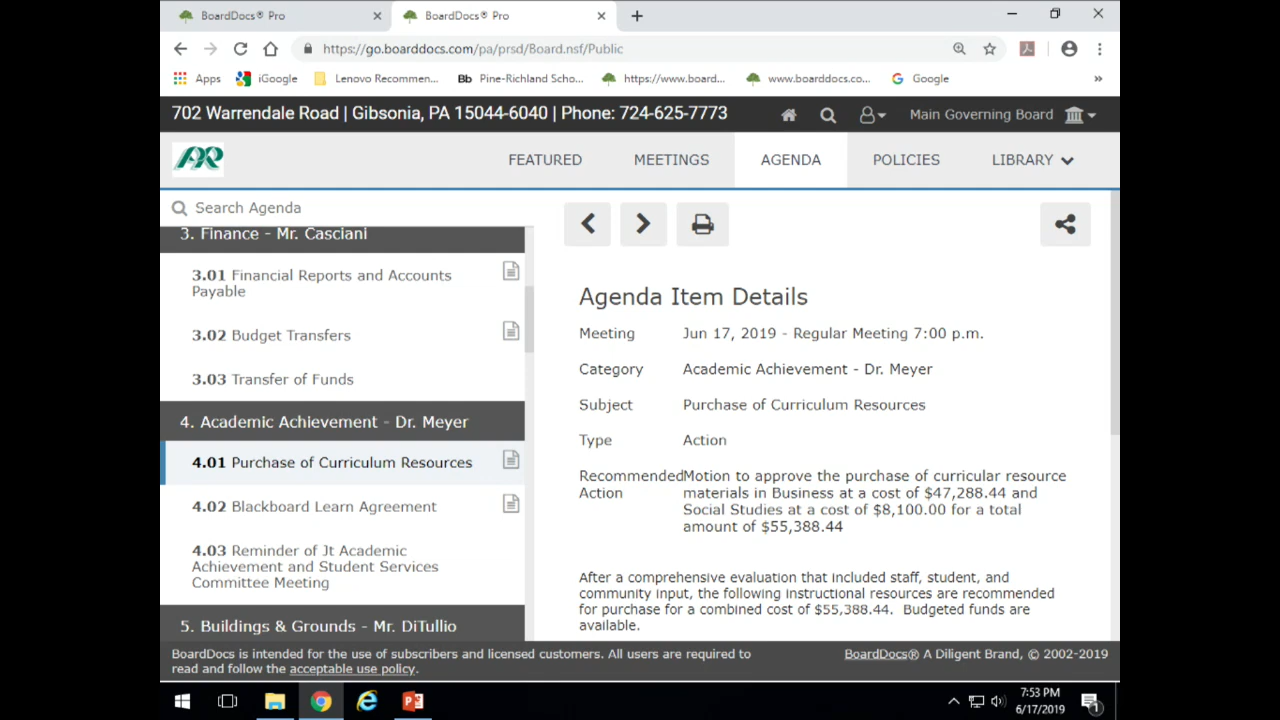 BoardDocs® Pro
BoardDocs® Pro
https://go.boarddocs.com/pa/prsd/Board.nsf/Public
Apps
iGoogle
Lenovo Recommen...
Bb Pine-Richland Scho...
https://www.board...
www.boarddocs.co...
G Google
»
702 Warrendale Road | Gibsonia, PA 15044-6040 | Phone: 724-625-7773
Main Governing Board
PR
FEATURED
MEETINGS
AGENDA
POLICIES
LIBRARY
Search Agenda
3. Finance - Mr. Casciani
3.01 Financial Reports and Accounts
Payable
3.02 Budget Transfers
3.03 Transfer of Funds
4. Academic Achievement - Dr. Meyer
4.01 Purchase of Curriculum Resources
4.02 Blackboard Learn Agreement
4.03 Reminder of Jt Academic
Achievement and Student Services
Committee Meeting
5. Buildings & Grounds - Mr. DiTullio
Agenda Item Details
Meeting Jun 17, 2019 - Regular Meeting 7:00 p.m.
Category Academic Achievement - Dr. Meyer
Subject Purchase of Curriculum Resources
Type Action
Recommended Motion to approve the purchase of curricular resource
Action materials in Business at a cost of $47,288.44 and
Social Studies at a cost of $8,100.00 for a total
amount of $55,388.44
After a comprehensive evaluation that included staff, student, and
community input, the following instructional resources are recommended
for purchase for a combined cost of $55,388.44. Budgeted funds are
available.
BoardDocs is intended for the use of subscribers and licensed customers. All users are required to
read and follow the acceptable use policy.
BoardDocs® A Diligent Brand, © 2002-2019
7:53 PM
6/17/2019
1